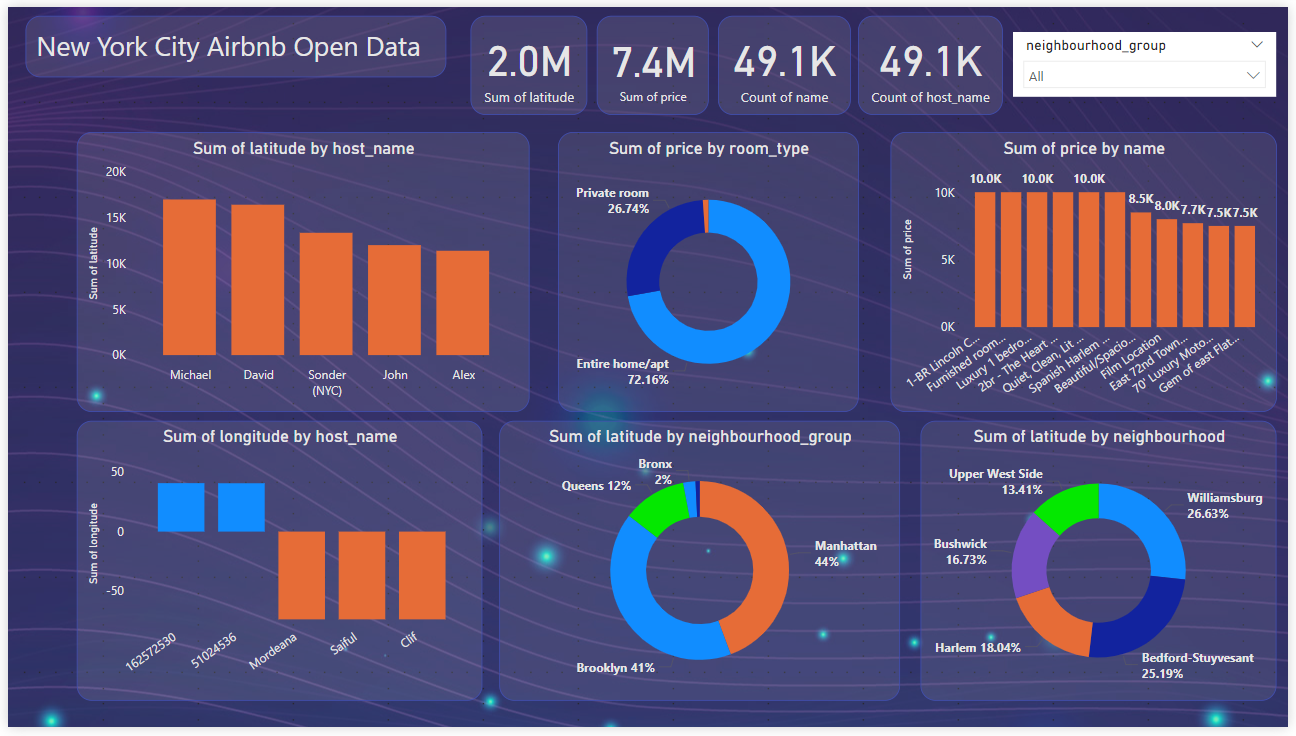 New York City Airbnb Open Data
2.0M
Sum of latitude
7.4M
Sum of price
49.1K
Count of name
49.1K
Count of host_name
neighbourhood_group
All
Sum of latitude by host_name
20K
15K
10K
5K
0K
Sum of latitude
Michael
David
Sonder
(NYC)
John
Alex
Sum of price by room_type
Private room
26.74%
Entire home/apt
72.16%
Sum of price by name
10.0K
10.0K
10.0K
8.5K
8.0K
7.7K
7.5K
7.5K
10K
5K
0K
Sum of price
1-BR Lincoln C...
Furnished room...
Luxury 1 bedro...
2br - The Heart ...
Quiet, Clean, Lit ...
Spanish Harlem ...
Beautiful/Spacio...
Film Location
East 72nd Town...
70' Luxury Moto...
Gem of east Flat...
Sum of longitude by host_name
50
0
-50
Sum of longitude
162572530
51024536
Mordeana
Sajful
Clif
Sum of latitude by neighbourhood_group
Bronx
2%
Queens 12%
Manhattan
44%
Brooklyn 41%
Sum of latitude by neighbourhood
Upper West Side
13.41%
Williamsburg
26.63%
Bushwick
16.73%
Harlem 18.04%
Bedford-Stuyvesant
25.19%